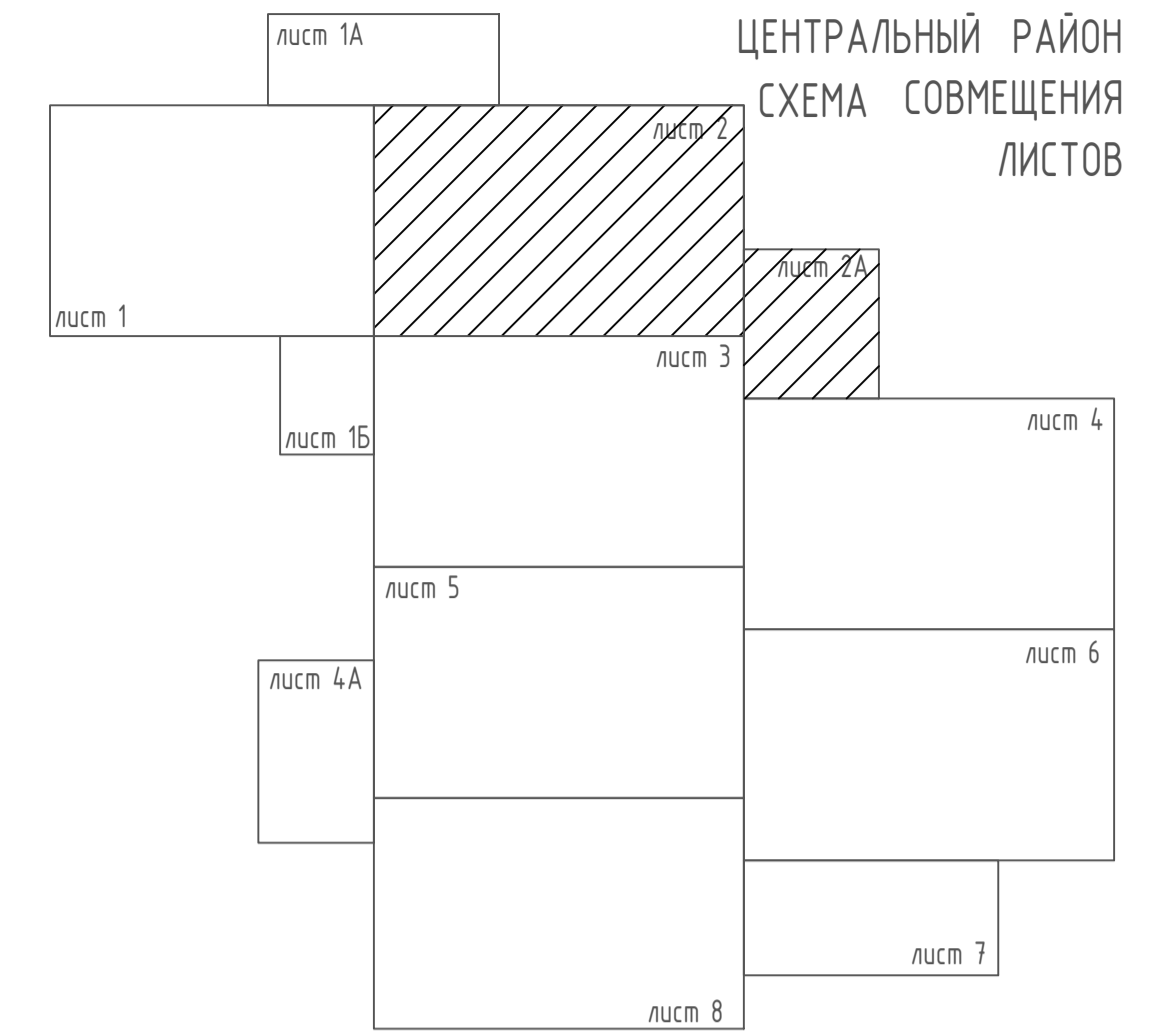 лист 1А
ЦЕНТРАЛЬНЫЙ РАЙОН
СХЕМА СОВМЕЩЕНИЯ
ЛИСТОВ
лист 2
лист 2А
лист 1
лист 3
лист 4
лист 1Б
лист 5
лист 6
лист 4А
лист 7
лист 8